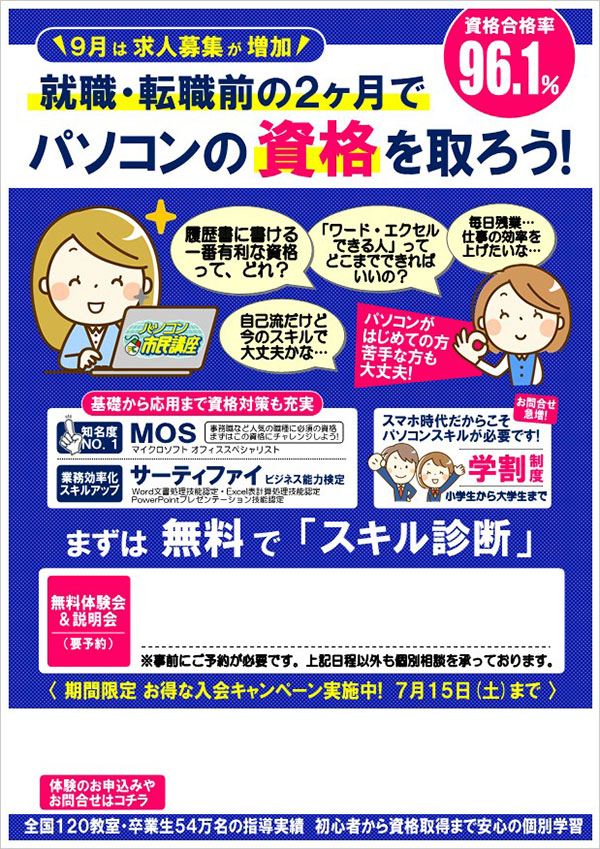 9月は求人募集が増加
資格合格率
96.1%
就職・転職前の2ヶ月で
パソコンの資格を取ろう!
履歴書に書ける
一番有利な資格
って、どれ?
「ワード・エクセル
できる人」って
どこまでできれば
いいの?
毎日残業…
仕事の効率を
上げたいな…
自己流だけど
今のスキルで
大丈夫かな…
パソコンが
はじめての方
苦手な方も
大丈夫!
パソコン
市民講座
基礎から応用まで資格対策も充実
知名度
NO.1
MOS
マイクロソフト オフィススペシャリスト
事務職など人気の職種に必須の資格
まずはこの資格にチャレンジしよう!
業務効率化
スキルアップ
サーティファイ ビジネス能力検定
Word文書処理技能認定・Excel表計算処理技能認定
PowerPointプレゼンテーション技能認定
お問合せ
急増!
スマホ時代だからこそ
パソコンスキルが必要です!
学割制度
小学生から大学生まで
まずは 無料で「スキル診断」
無料体験会
&説明会
(要予約)
※事前にご予約が必要です。上記日程以外も個別相談を承っております。
〈 期間限定 お得な入会キャンペーン実施中! 7月15日(土)まで 〉
体験のお申込みや
お問合せはコチラ
全国120教室・卒業生54万名の指導実績 初心者から資格取得まで安心の個別学習